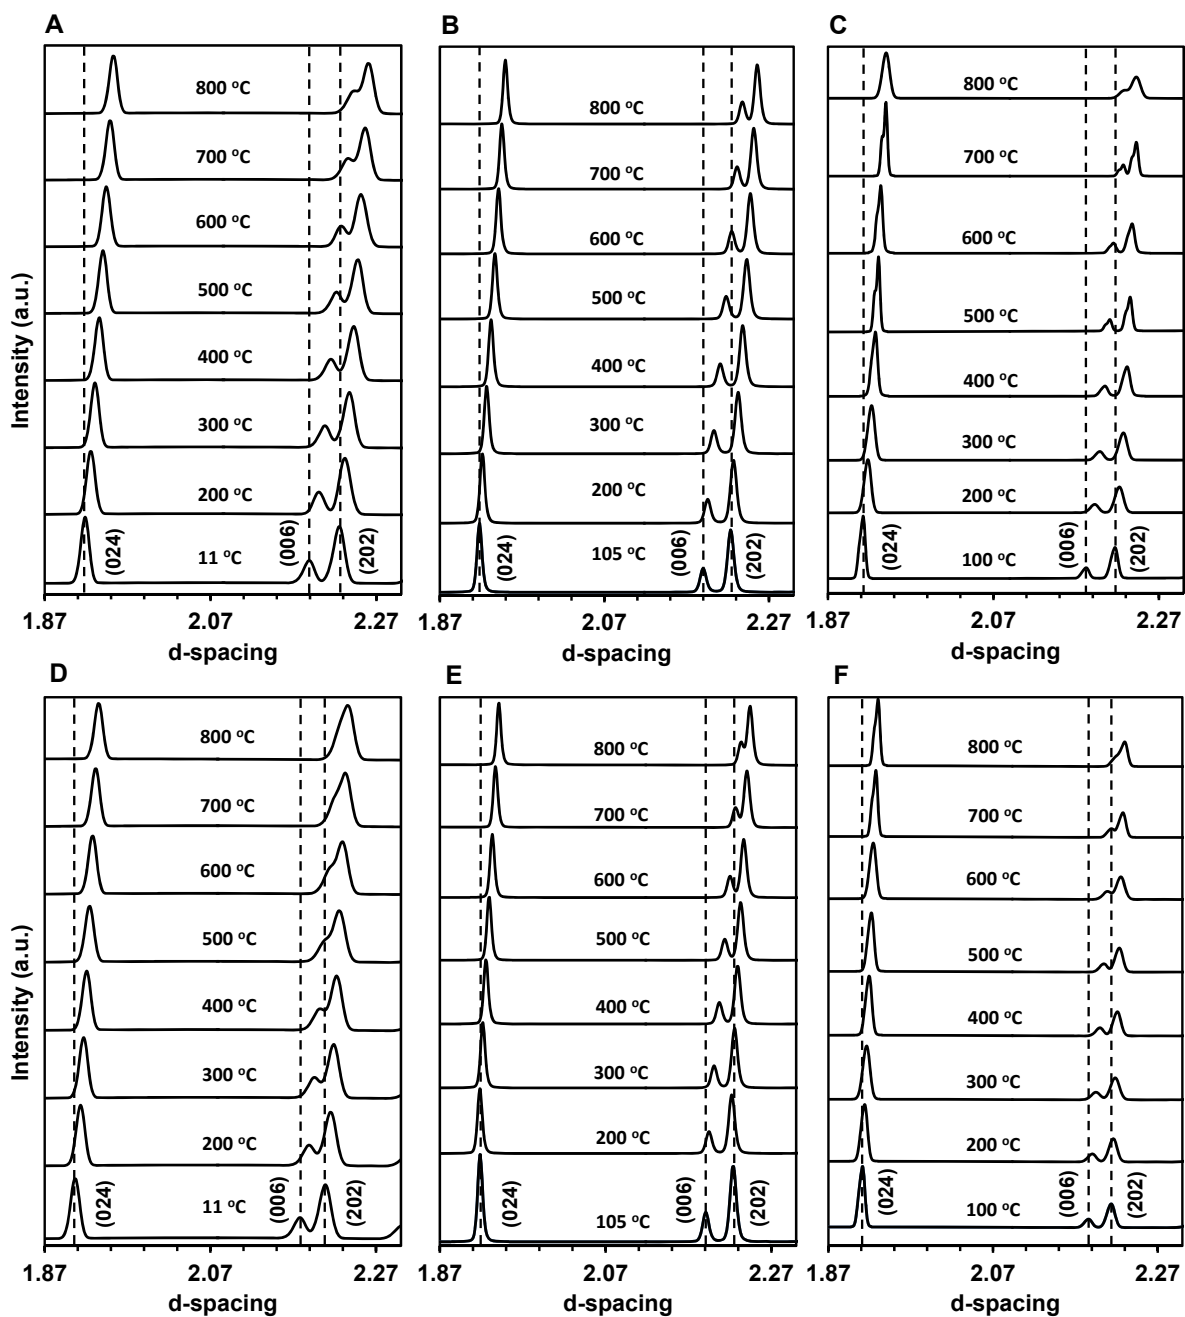 A
800 °C
700 °C
600 °C
500 °C
400 °C
300 °C
200 °C
11 °C
(024)
(006)
(202)
Intensity (a.u.)
1.87 2.07 2.27
d-spacing
B
800 °C
700 °C
600 °C
500 °C
400 °C
300 °C
200 °C
105 °C
(024)
(006)
(202)
1.87 2.07 2.27
d-spacing
C
800 °C
700 °C
600 °C
500 °C
400 °C
300 °C
200 °C
100 °C
(024)
(006)
(202)
1.87 2.07 2.27
d-spacing
D
800 °C
700 °C
600 °C
500 °C
400 °C
300 °C
200 °C
11 °C
(024)
(006)
(202)
Intensity (a.u.)
1.87 2.07 2.27
d-spacing
E
800 °C
700 °C
600 °C
500 °C
400 °C
300 °C
200 °C
105 °C
(024)
(006)
(202)
1.87 2.07 2.27
d-spacing
F
800 °C
700 °C
600 °C
500 °C
400 °C
300 °C
200 °C
100 °C
(024)
(006)
(202)
1.87 2.07 2.27
d-spacing